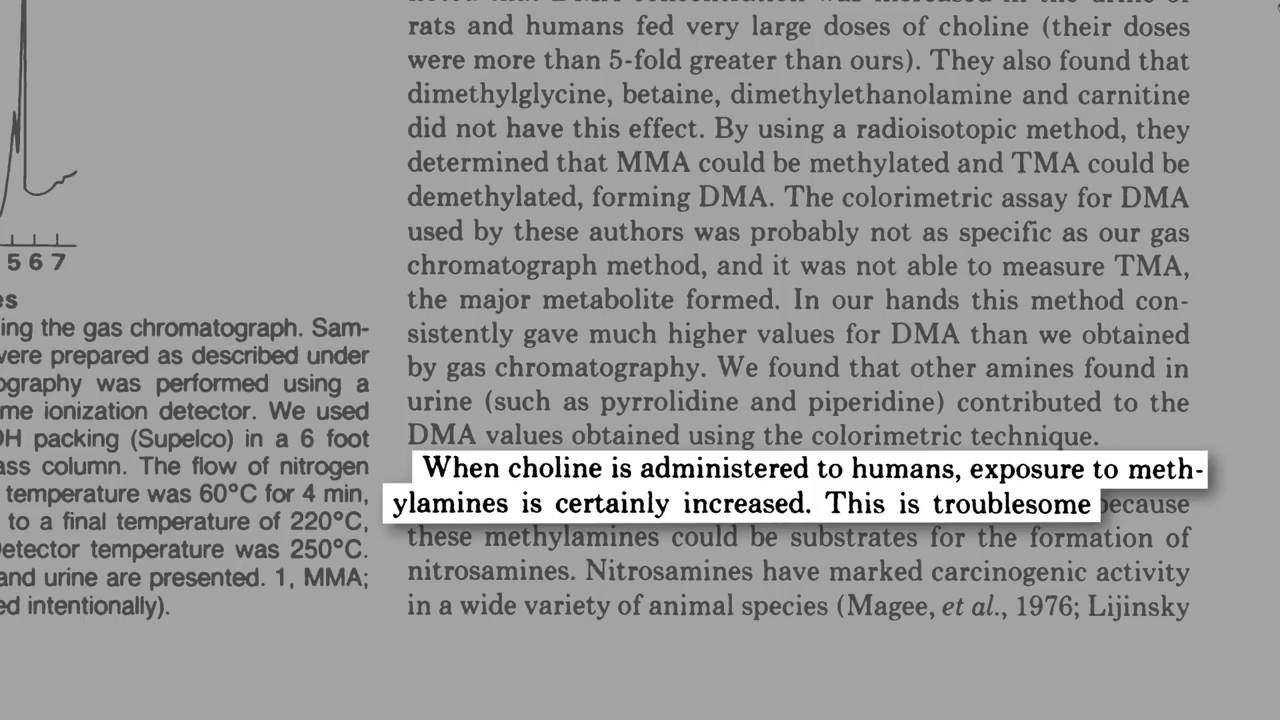 noted that DMA concentration was increased in the urine of
rats and humans fed very large doses of choline (their doses
were more than 5-fold greater than ours). They also found that
dimethylglycine, betaine, dimethylethanolamine and carnitine
did not have this effect. By using a radioisotopic method, they
determined that MMA could be methylated and TMA could be
demethylated, forming DMA. The colorimetric assay for DMA
used by these authors was probably not as specific as our gas
chromatograph method, and it was not able to measure TMA,
the major metabolite formed. In our hands this method con-
sistently gave much higher values for DMA than we obtained
by gas chromatography. We found that other amines found in
urine (such as pyrrolidine and piperidine) contributed to the
DMA values obtained using the colorimetric technique.
When choline is administered to humans, exposure to meth-
ylamines is certainly increased. This is troublesome because
these methylamines could be substrates for the formation of
nitrosamines. Nitrosamines have marked carcinogenic activity
in a wide variety of animal species (Magee, et al., 1976; Lijinsky
5 6 7
es
ing the gas chromatograph. Sam-
were prepared as described under
ography was performed using a
me ionization detector. We used
OH packing (Supelco) in a 6 foot
ass column. The flow of nitrogen
temperature was 60°C for 4 min,
to a final temperature of 220°C,
Detector temperature was 250°C.
and urine are presented. 1, MMA;
ed intentionally).